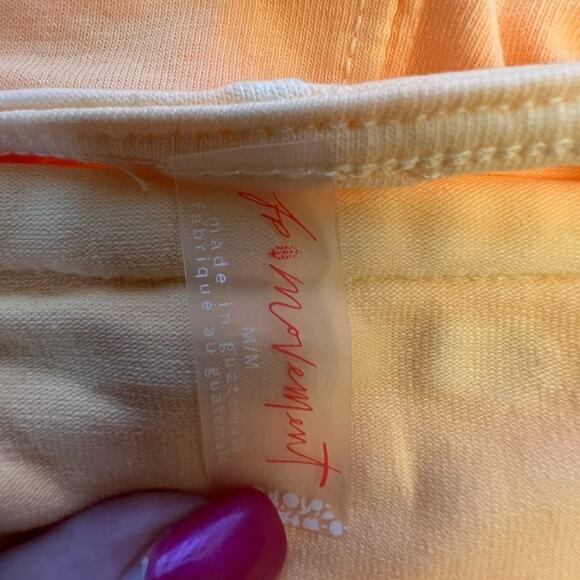 fp movement
M/M
made in guatemala
fabriqué au guatemala